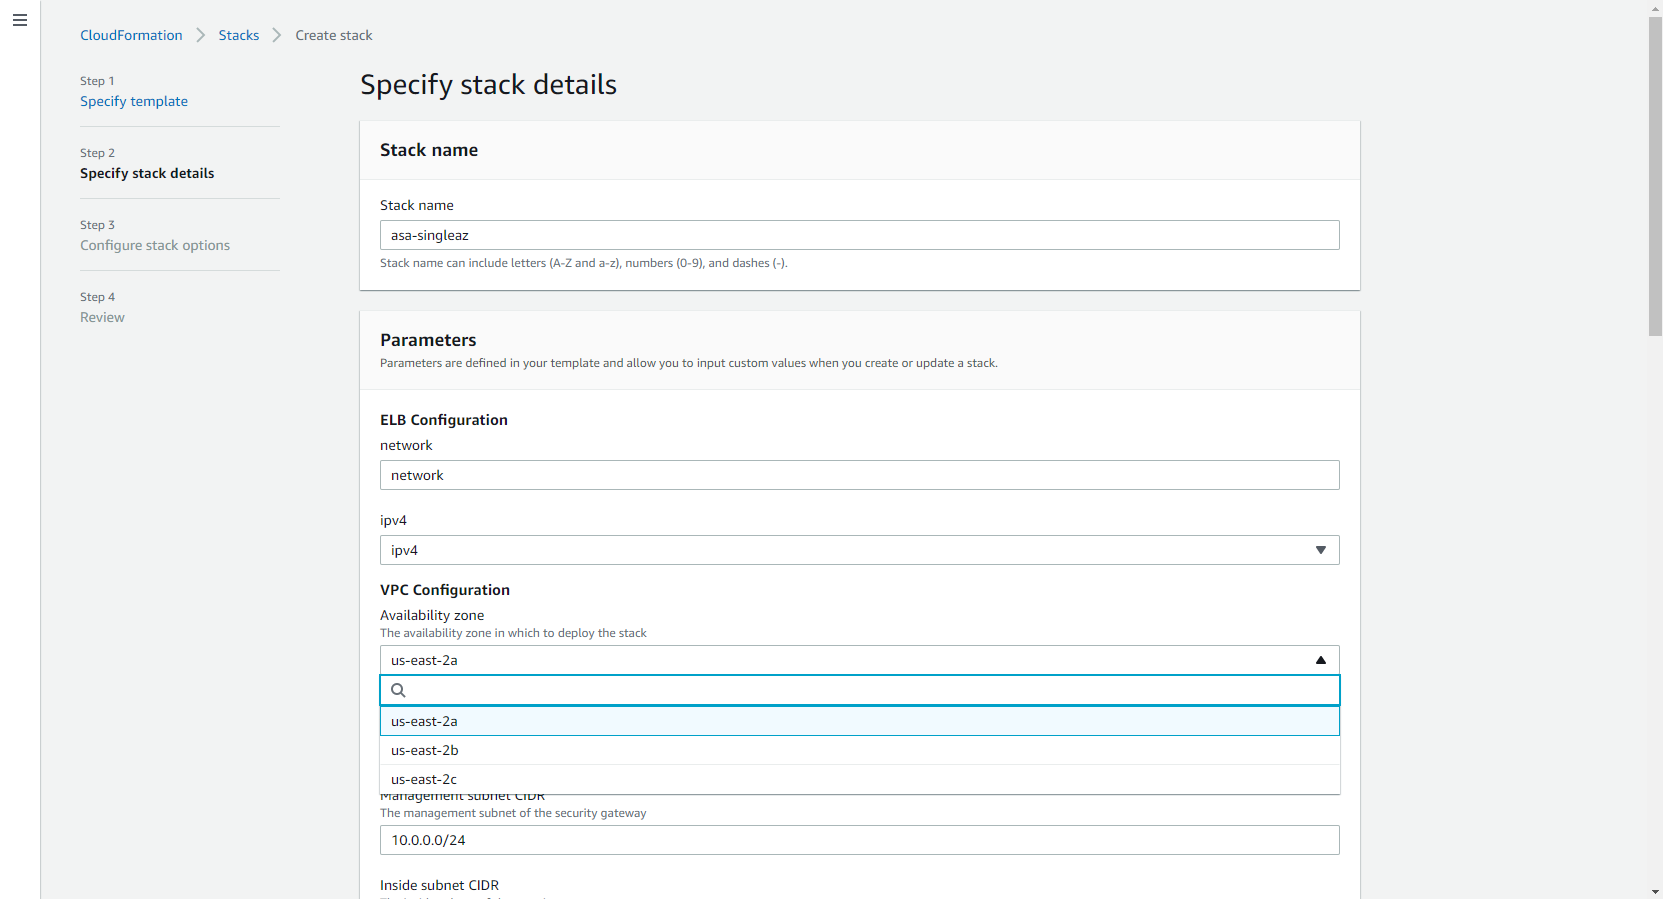 CloudFormation > Stacks > Create stack
Step 1
Specify template
Step 2
Specify stack details
Step 3
Configure stack options
Step 4
Review
Specify stack details
Stack name
Stack name
asa-singleaz
Stack name can include letters (A-Z and a-z), numbers (0-9), and dashes (-).
Parameters
Parameters are defined in your template and allow you to input custom values when you create or update a stack.
ELB Configuration
network
network
ipv4
ipv4
VPC Configuration
Availability zone
The availability zone in which to deploy the stack
us-east-2a
us-east-2a
us-east-2b
us-east-2c
Management subnet CIDR
The management subnet of the security gateway
10.0.0.0/24
Inside subnet CIDR